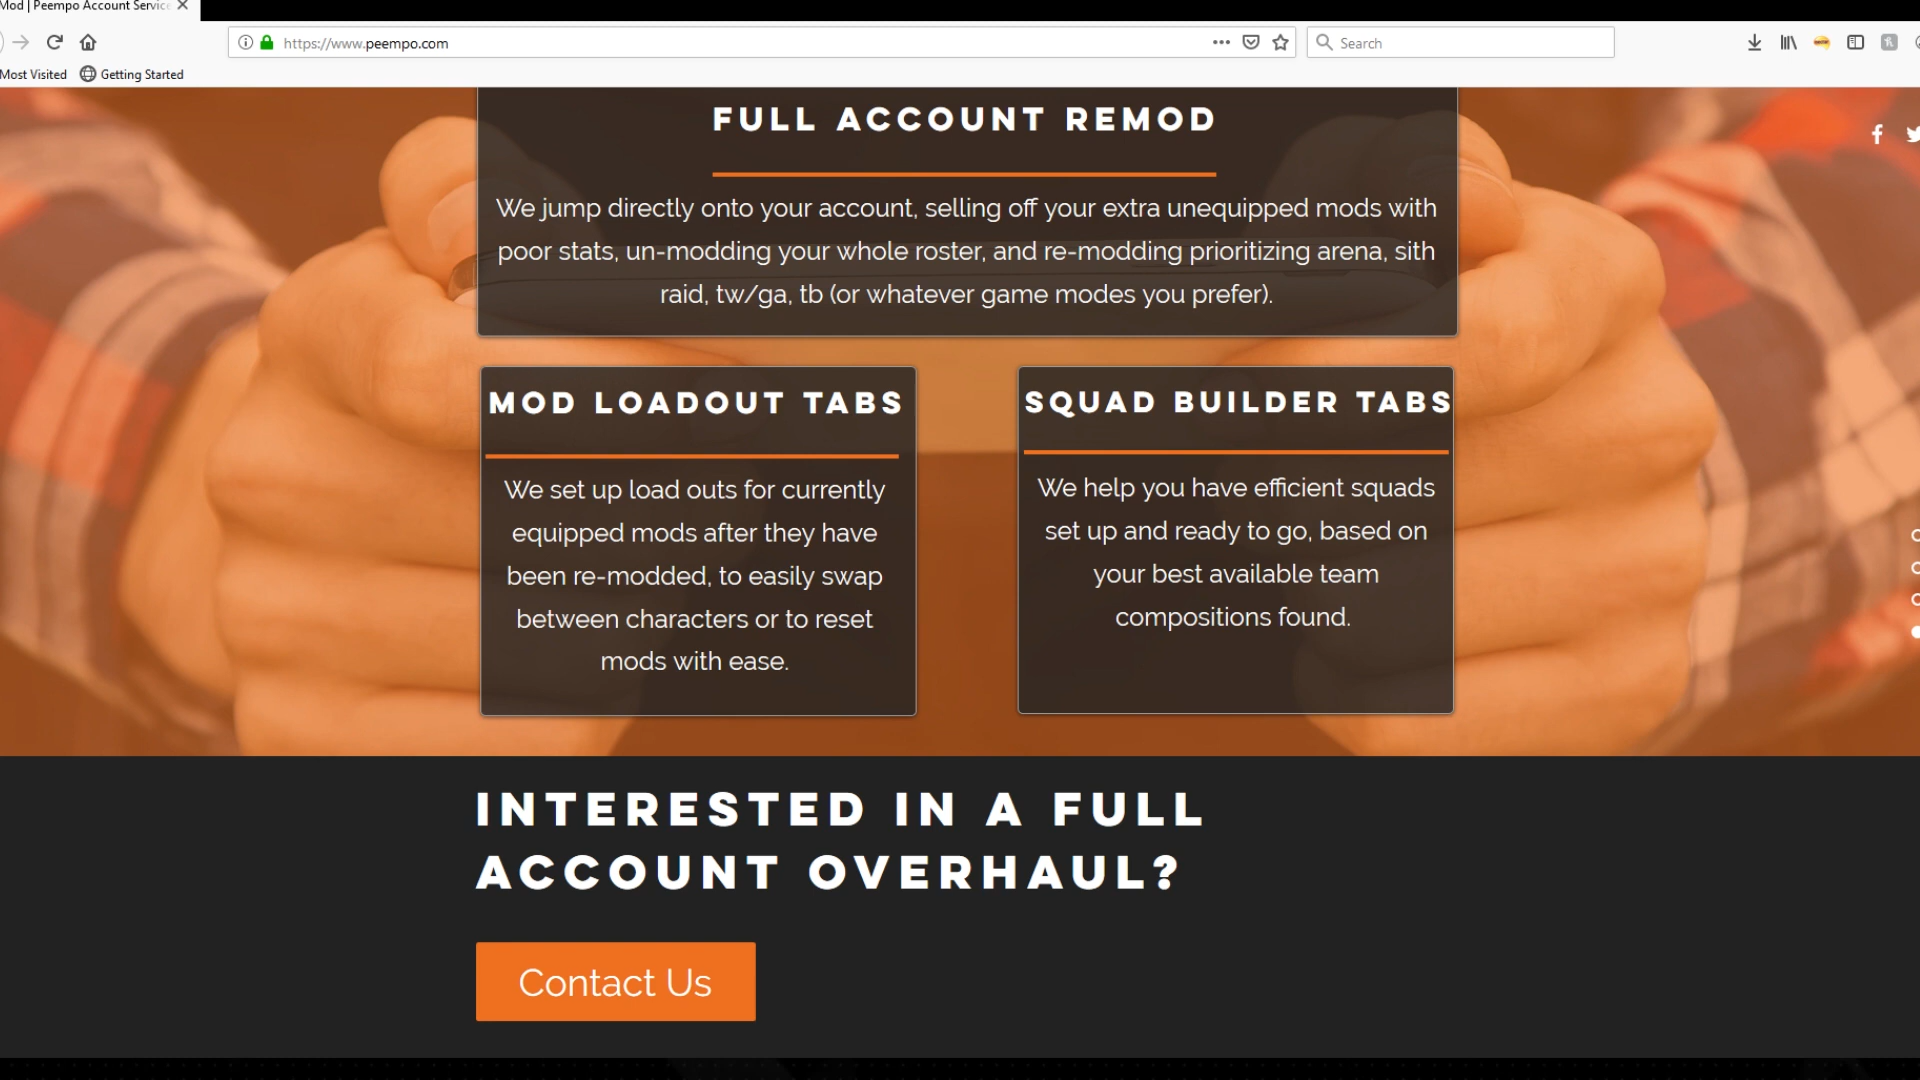 Mod | Peempo Account Service
https://www.peempo.com
Search
Most Visited
Getting Started
FULL ACCOUNT REMOD
We jump directly onto your account, selling off your extra unequipped mods with
poor stats, un-modding your whole roster, and re-modding prioritizing arena, sith
raid, tw/ga, tb (or whatever game modes you prefer).
MOD LOADOUT TABS
We set up load outs for currently
equipped mods after they have
been re-modded, to easily swap
between characters or to reset
mods with ease.
SQUAD BUILDER TABS
We help you have efficient squads
set up and ready to go, based on
your best available team
compositions found.
INTERESTED IN A FULL
ACCOUNT OVERHAUL?
Contact Us